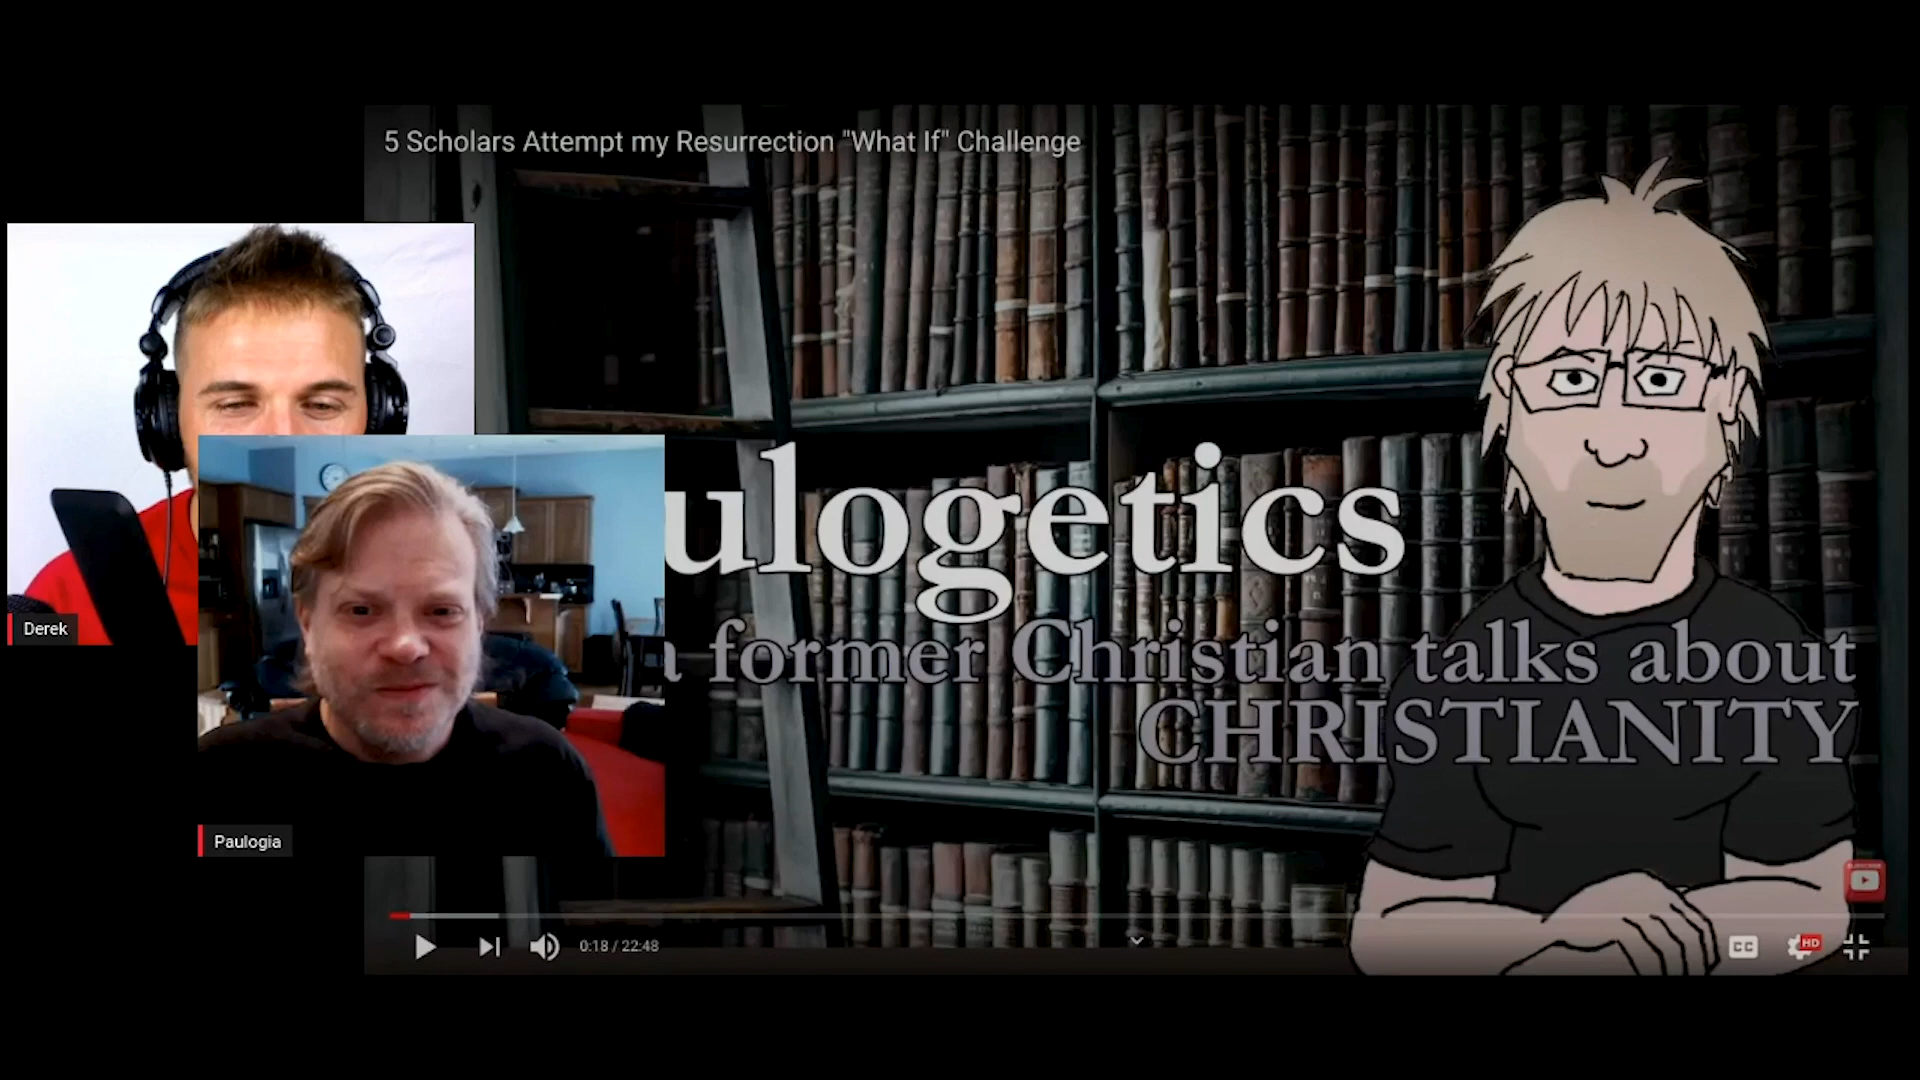 5 Scholars Attempt my Resurrection "What If" Challenge
ulogetics
a former Christian talks about
CHRISTIANITY
Derek
Paulogia
0:18 / 22:48
CC
HD